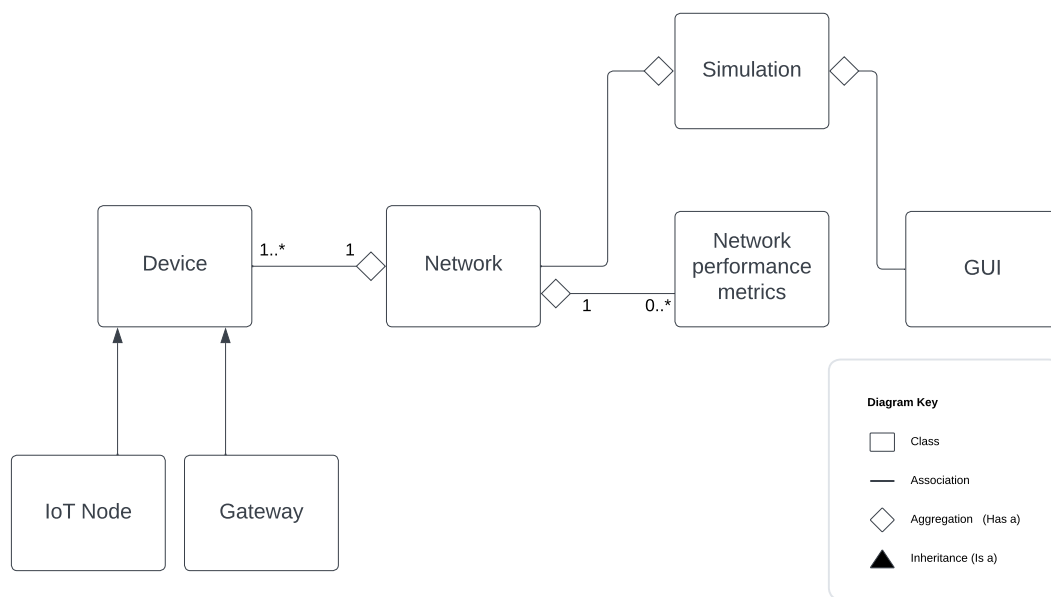 Simulation
Device
1..*
1
Network
1
0..*
Network
performance
metrics
GUI
IoT Node
Gateway
Diagram Key
Class
Association
Aggregation (Has a)
Inheritance (Is a)